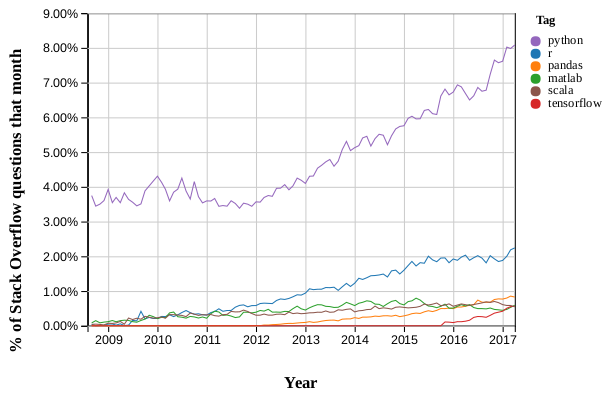 % of Stack Overflow questions that month
9.00%
8.00%
7.00%
6.00%
5.00%
4.00%
3.00%
2.00%
1.00%
0.00%
2009 2010 2011 2012 2013 2014 2015 2016 2017
Year
Tag
python
r
pandas
matlab
scala
tensorflow